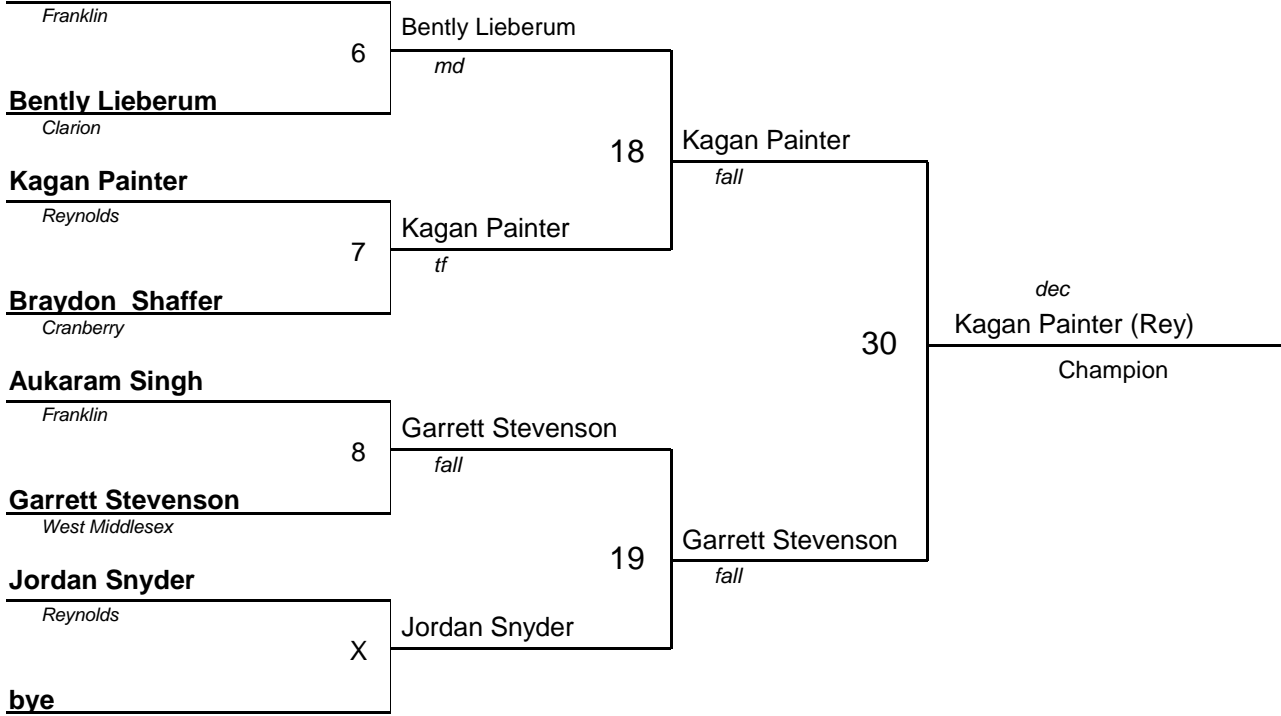 Franklin
Bently Lieberum
6
md
Bently Lieberum
Clarion
18
Kagan Painter
fall
Kagan Painter
Reynolds
Kagan Painter
7
tf
Braydon  Shaffer
Cranberry
dec
Kagan Painter (Rey)
30
Champion
Aukaram Singh
Franklin
Garrett Stevenson
8
fall
Garrett Stevenson
West Middlesex
19
Garrett Stevenson
fall
Jordan Snyder
Reynolds
Jordan Snyder
X
bye